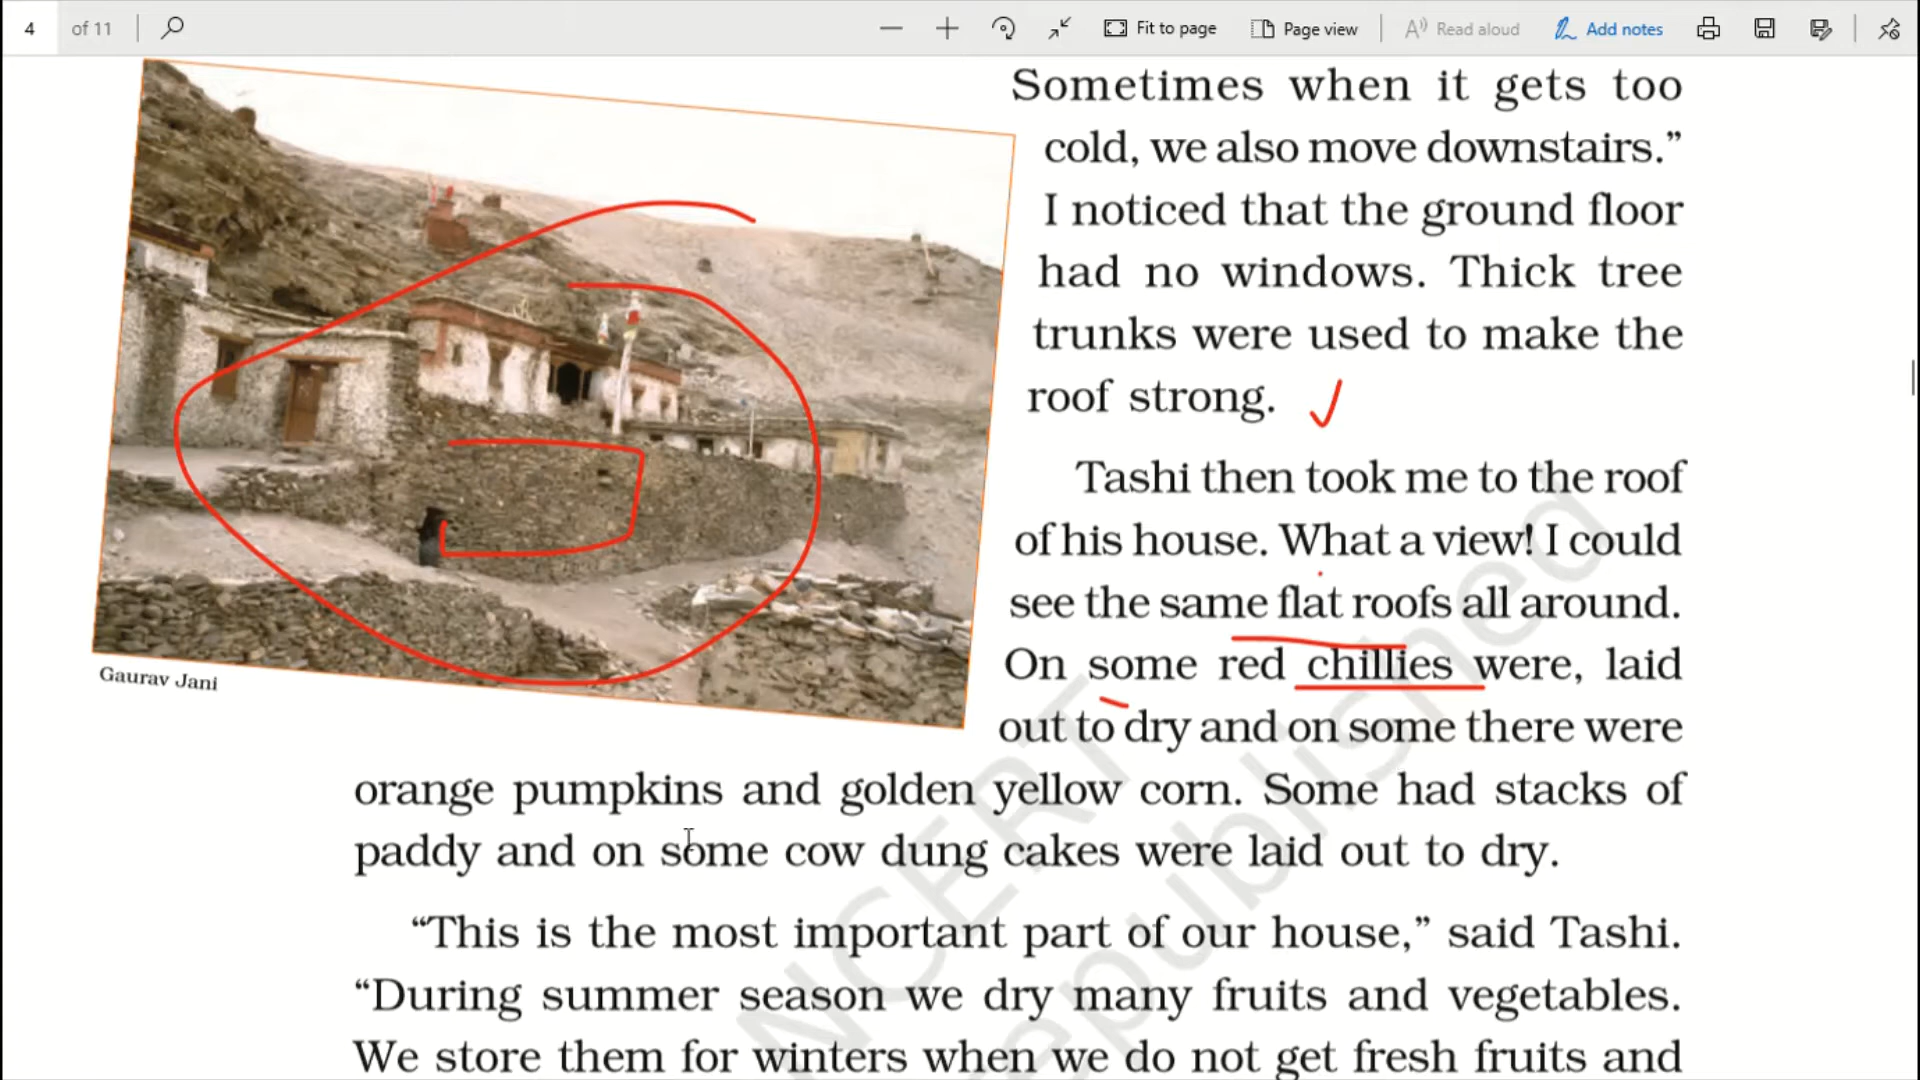 4 of 11 Fit to page Page view Read aloud Add notes
Sometimes when it gets too
cold, we also move downstairs.”
I noticed that the ground floor
had no windows. Thick tree
trunks were used to make the
roof strong.
Tashi then took me to the roof
of his house. What a view! I could
see the same flat roofs all around.
On some red chillies were, laid
out to dry and on some there were
orange pumpkins and golden yellow corn. Some had stacks of
paddy and on some cow dung cakes were laid out to dry.
“This is the most important part of our house,” said Tashi.
“During summer season we dry many fruits and vegetables.
We store them for winters when we do not get fresh fruits and
Gaurav Jani
NCERT
republished